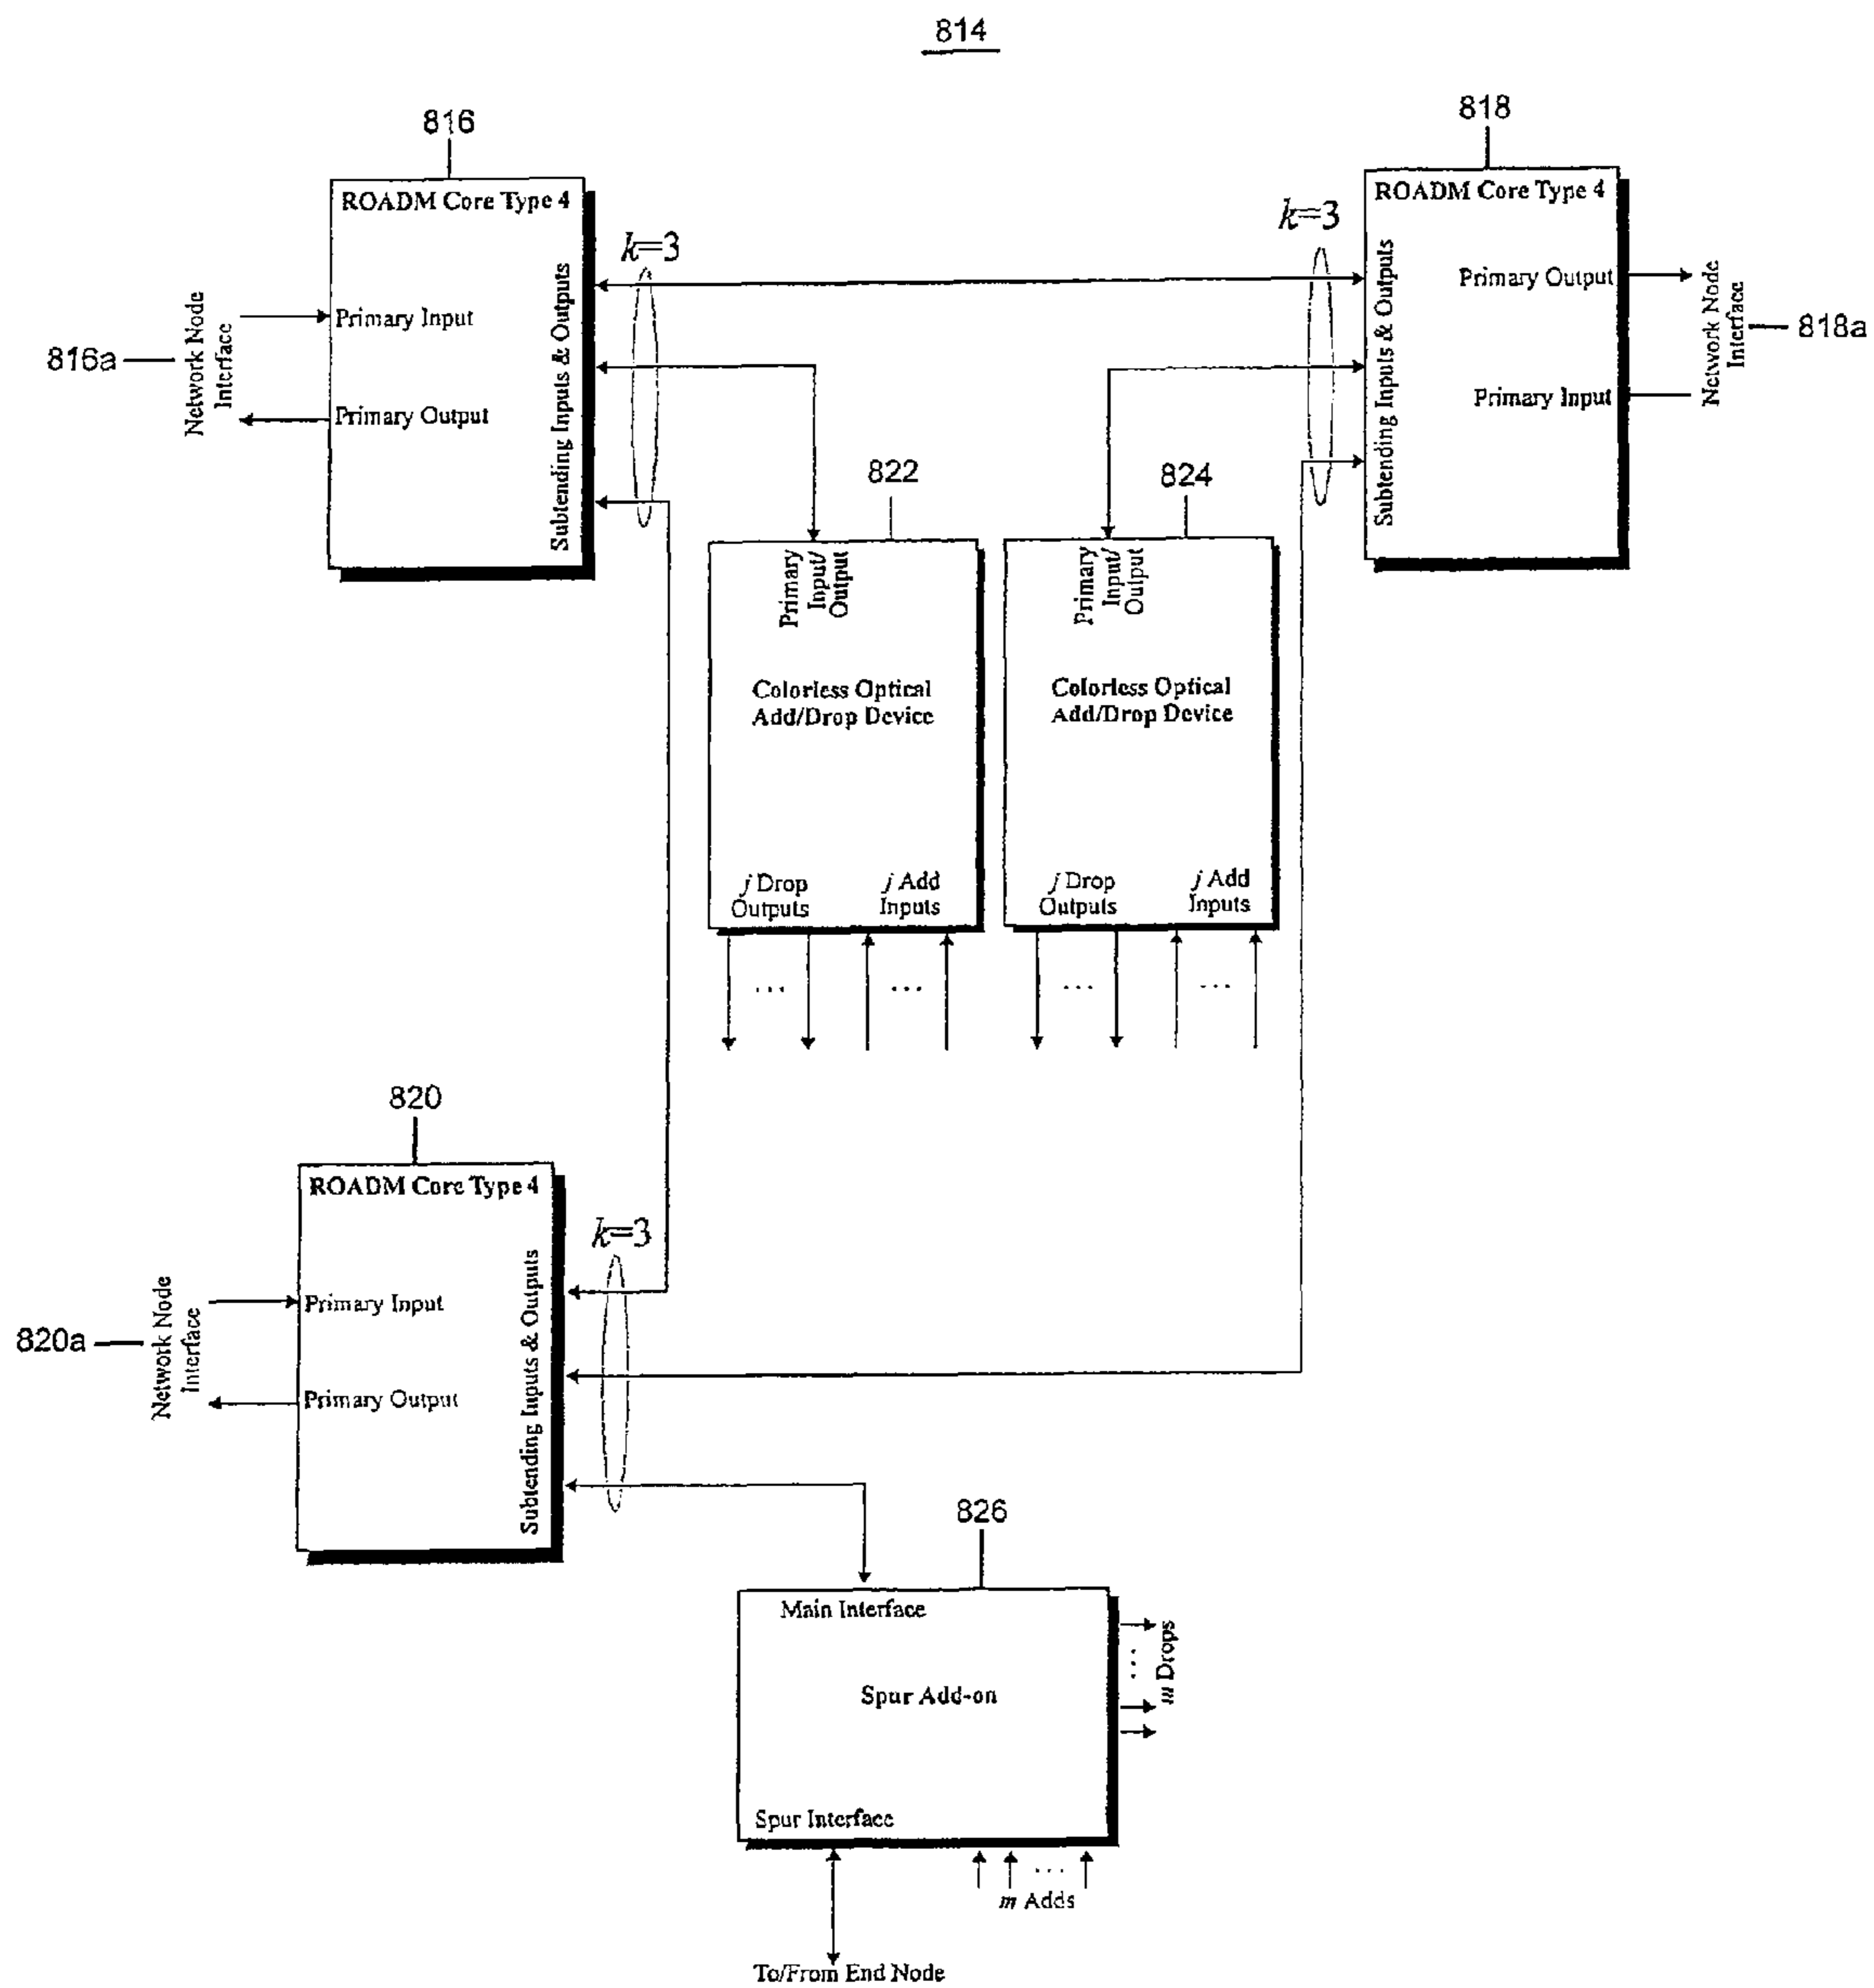 814
816
ROADM Core Type 4
Primary Input
Primary Output
Subtending Inputs & Outputs
k=3
816a
Network Node
Interface
818
ROADM Core Type 4
Primary Output
Primary Input
Subtending Inputs & Outputs
k=3
Network Node
Interface
818a
822
Primary
Input/
Output
Colorless Optical
Add/Drop Device
j Drop
Outputs
j Add
Inputs
...
...
824
Primary
Input/
Output
Colorless Optical
Add/Drop Device
j Drop
Outputs
j Add
Inputs
...
...
820
ROADM Core Type 4
Primary Input
Primary Output
Subtending Inputs & Outputs
k=3
820a
Network Node
Interface
826
Main Interface
Spur Add-on
Spur Interface
...
m Drops
...
m Adds
To/From End Node